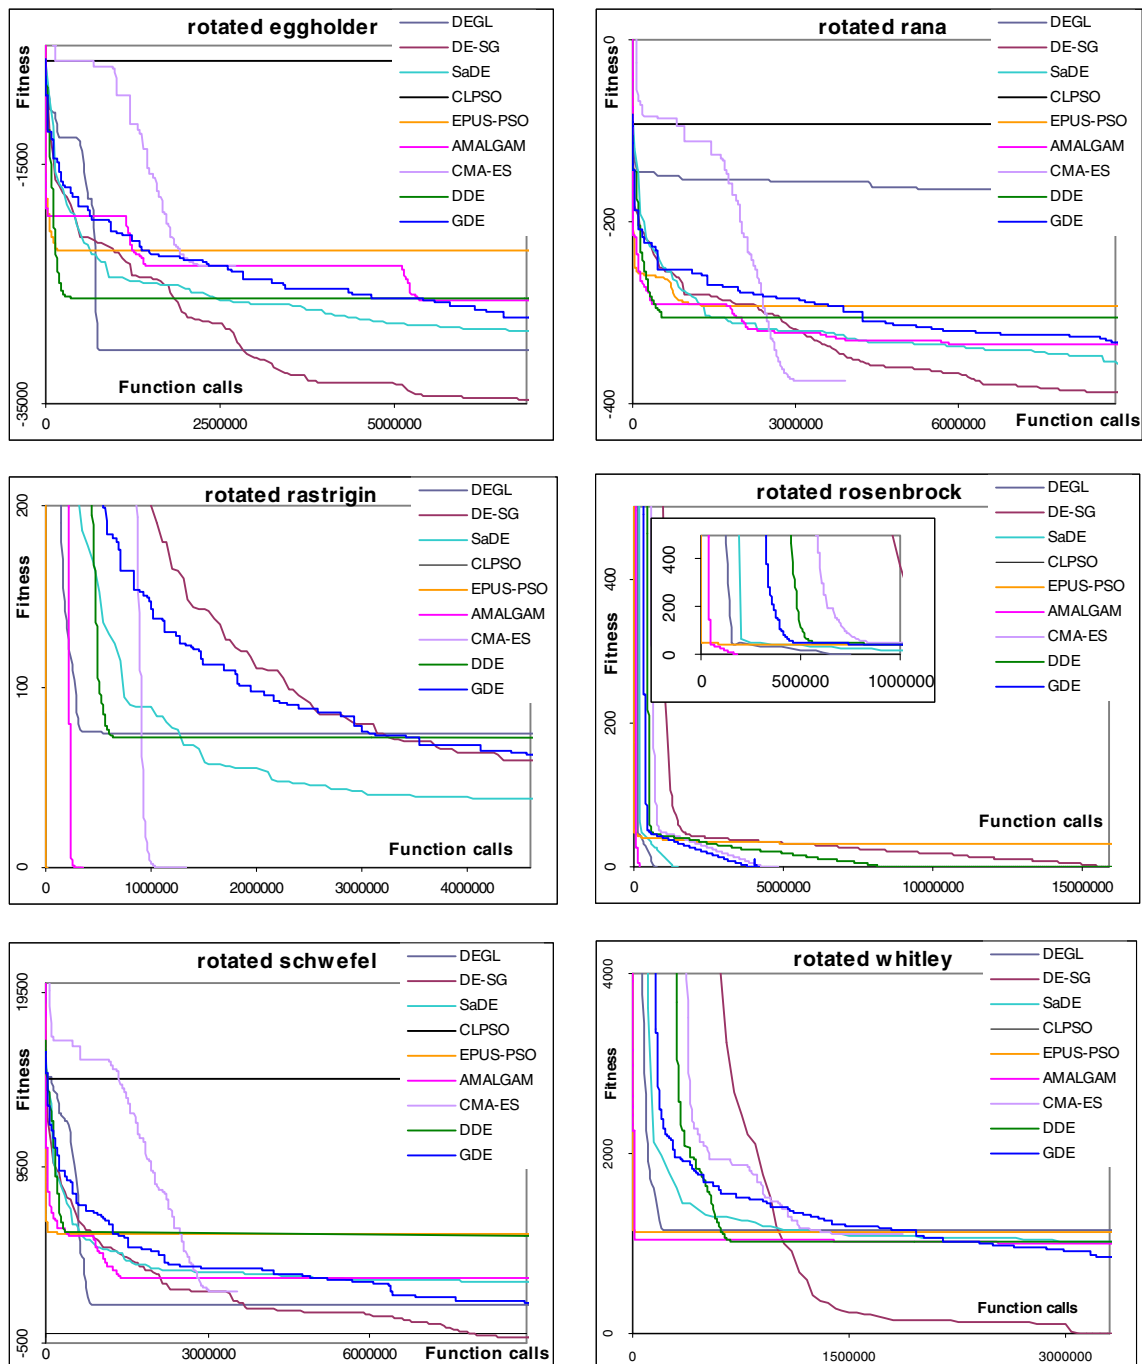 rotated eggholder
Fitness
-15000
-35000
0
2500000
5000000
Function calls
DEGL
DE-SG
SaDE
CLPSO
EPUS-PSO
AMALGAM
CMA-ES
DDE
GDE
rotated rana
Fitness
0
-200
-400
0
3000000
6000000
Function calls
DEGL
DE-SG
SaDE
CLPSO
EPUS-PSO
AMALGAM
CMA-ES
DDE
GDE
rotated rastrigin
Fitness
200
100
0
0
1000000
2000000
3000000
4000000
Function calls
DEGL
DE-SG
SaDE
CLPSO
EPUS-PSO
AMALGAM
CMA-ES
DDE
GDE
rotated rosenbrock
Fitness
400
200
0
0
5000000
10000000
15000000
Function calls
400
200
0
0
500000
1000000
DEGL
DE-SG
SaDE
CLPSO
EPUS-PSO
AMALGAM
CMA-ES
DDE
GDE
rotated schwefel
Fitness
19500
9500
-500
0
3000000
6000000
Function calls
DEGL
DE-SG
SaDE
CLPSO
EPUS-PSO
AMALGAM
CMA-ES
DDE
GDE
rotated whitley
Fitness
4000
2000
0
0
1500000
3000000
Function calls
DEGL
DE-SG
SaDE
CLPSO
EPUS-PSO
AMALGAM
CMA-ES
DDE
GDE